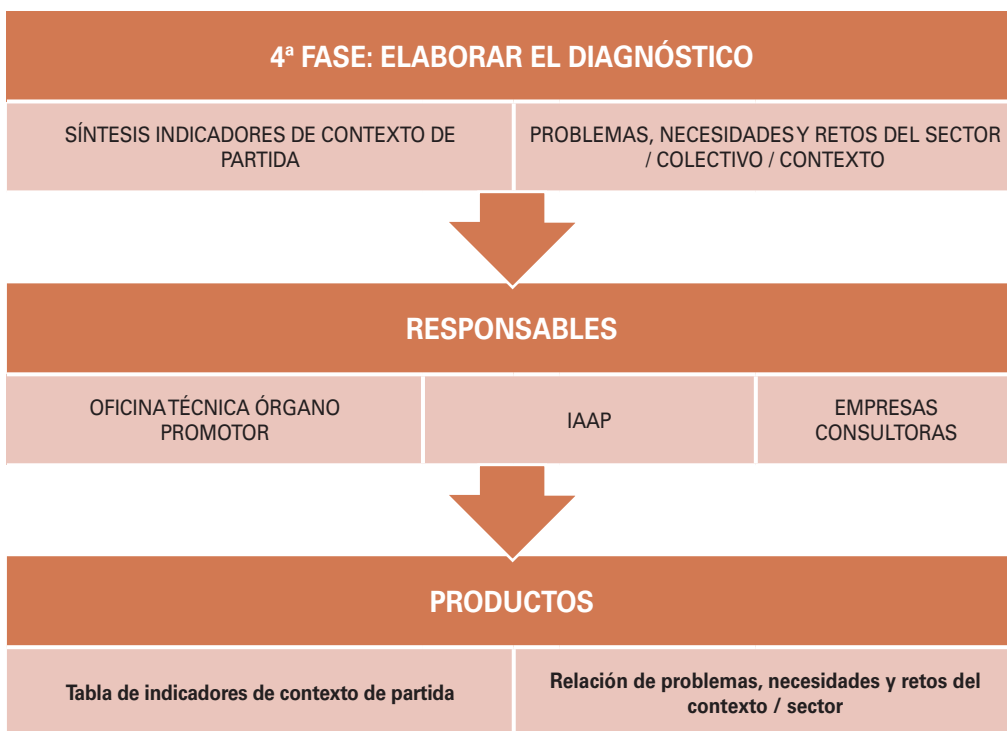 4ª FASE: ELABORAR EL DIAGNÓSTICO
SÍNTESIS INDICADORES DE CONTEXTO DE
PARTIDA
PROBLEMAS, NECESIDADES Y RETOS DEL SECTOR
/ COLECTIVO / CONTEXTO
RESPONSABLES
OFICINA TÉCNICA ÓRGANO
PROMOTOR
IAAP
EMPRESAS
CONSULTORAS
PRODUCTOS
Tabla de indicadores de contexto de partida
Relación de problemas, necesidades y retos del
contexto / sector